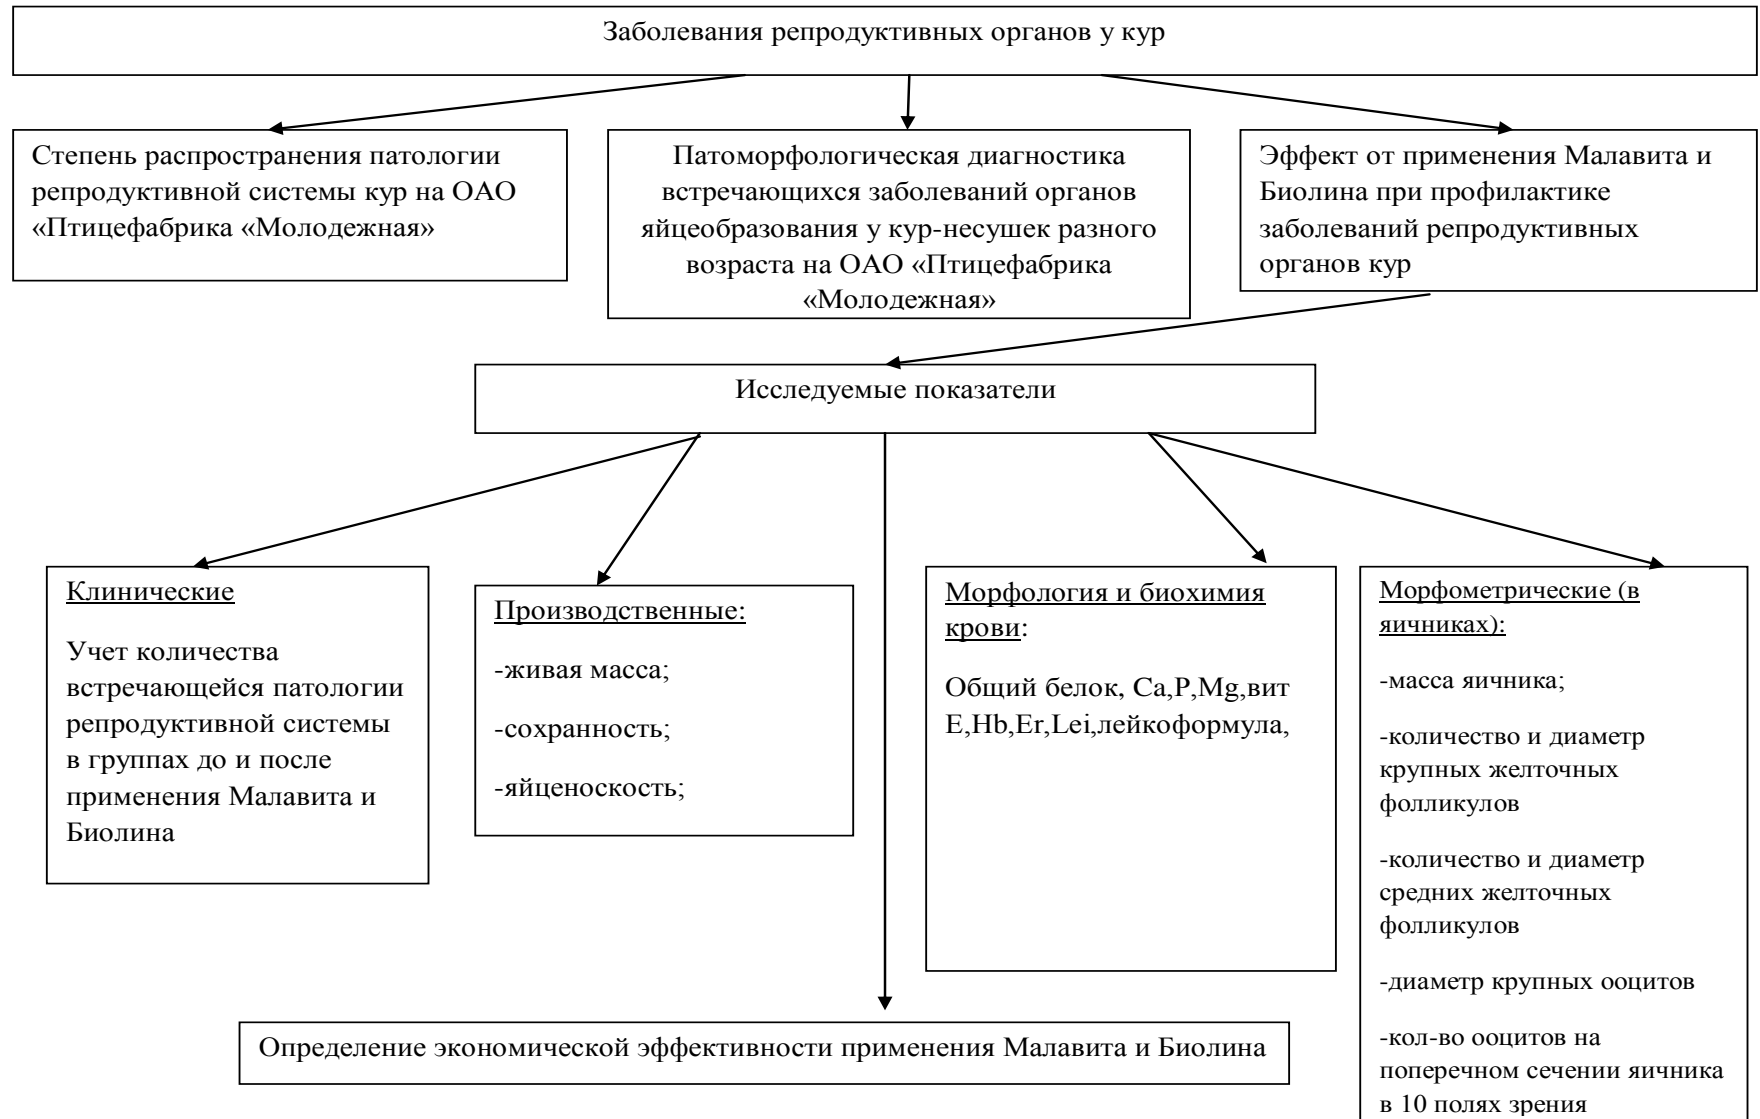 Заболевания репродуктивных органов у кур
Степень распространения патологии
репродуктивной системы кур на ОАО
«Птицефабрика «Молодежная»
Патоморфологическая диагностика
встречающихся заболеваний органов
яйцеобразования у кур-несушек разного
возраста на ОАО «Птицефабрика
«Молодежная»
Эффект от применения Малавита и
Биолина при профилактике
заболеваний репродуктивных
органов кур
Исследуемые показатели
Клинические
Учет количества
встречающейся патологии
репродуктивной системы
в группах до и после
применения Малавита и
Биолина
Производственные:
-живая масса;
-сохранность;
-яйценоскость;
Морфология и биохимия
крови:
Общий белок, Ca,P,Mg,вит
E,Hb,Er,Lei,лейкоформула,
Морфометрические (в
яичниках):
-масса яичника;
-количество и диаметр
крупных желточных
фолликулов
-количество и диаметр
средних желточных
фолликулов
-диаметр крупных ооцитов
-кол-во ооцитов на
поперечном сечении яичника
в 10 полях зрения
Определение экономической эффективности применения Малавита и Биолина